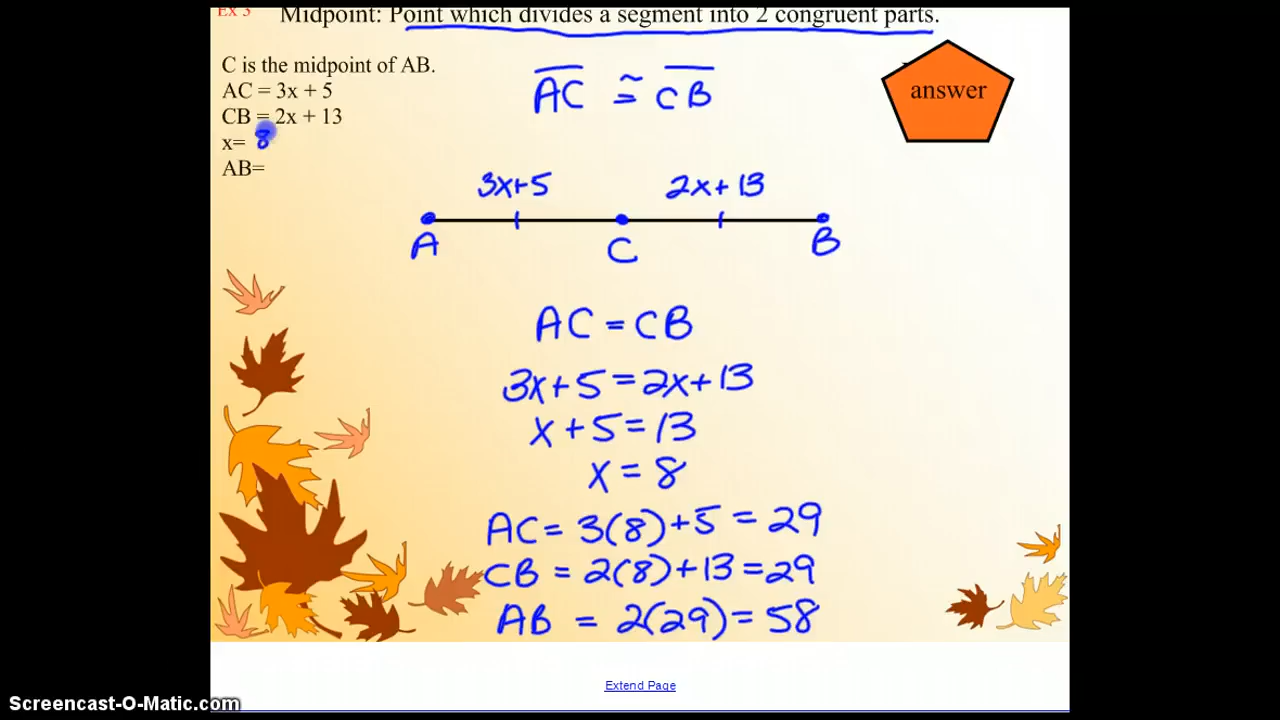 Ex 3 Midpoint: Point which divides a segment into 2 congruent parts.
C is the midpoint of AB.
AC = 3x + 5
CB = 2x + 13
x= 8
AB=
AC ≅ CB
answer
3x+5 2x+13
A C B
AC = CB
3x+5=2x+13
x+5=13
x=8
AC= 3(8)+5 = 29
CB = 2(8)+13=29
AB = 2(29)=58
Extend Page
Screencast-O-Matic.com